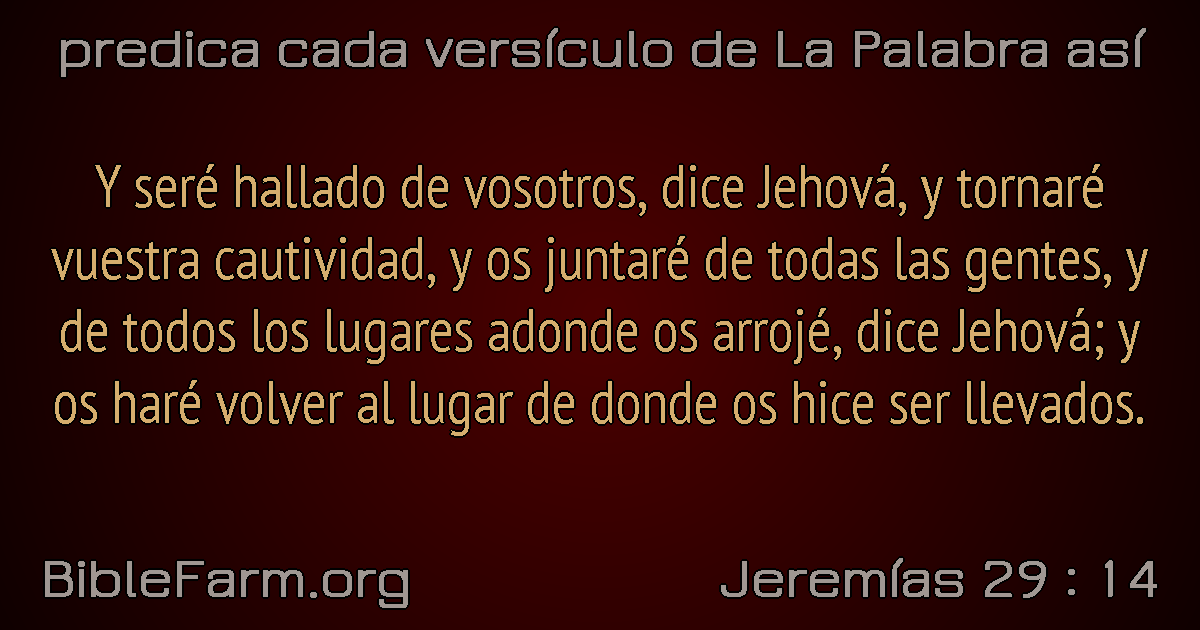 predica cada versículo de La Palabra así
Y seré hallado de vosotros, dice Jehová, y tornaré
vuestra cautividad, y os juntaré de todas las gentes, y
de todos los lugares adonde os arrojé, dice Jehová; y
os haré volver al lugar de donde os hice ser llevados.
BibleFarm.org
Jeremías 29 : 14